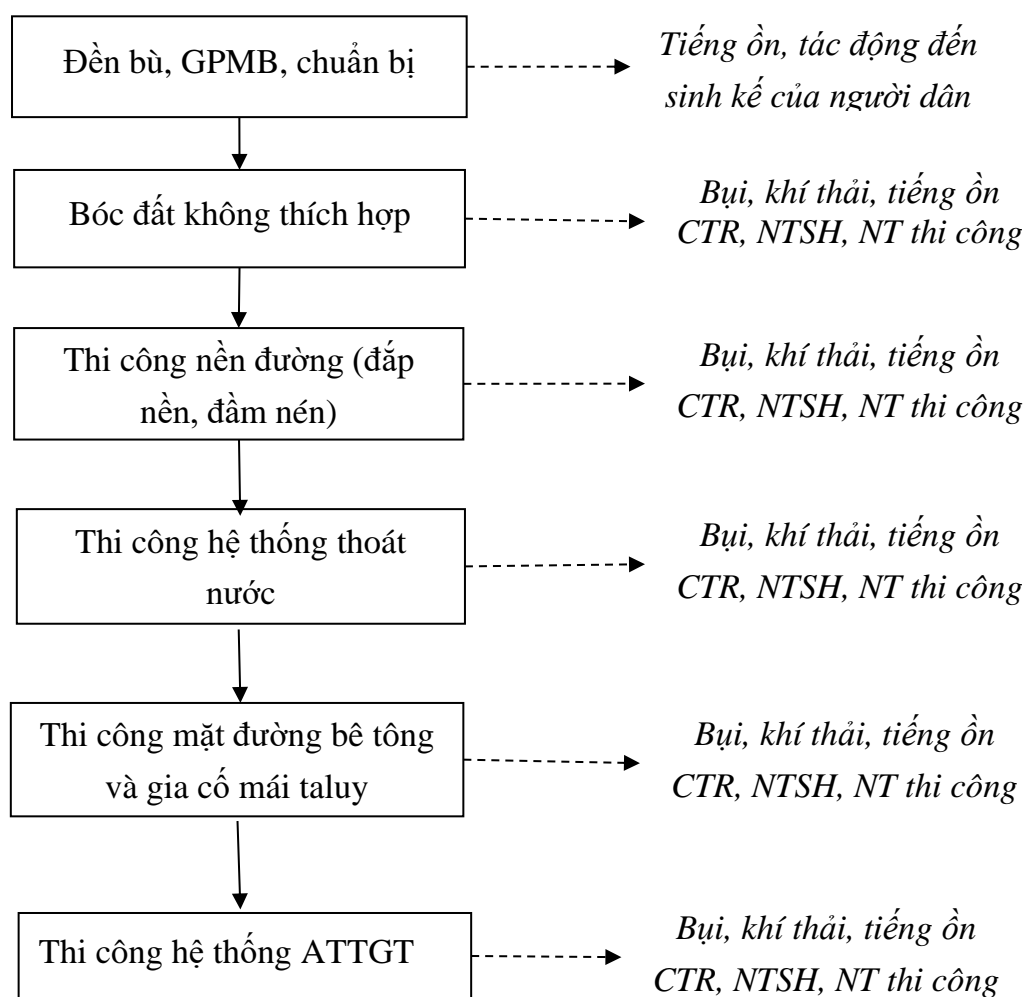 Đền bù, GPMB, chuẩn bị
Tiếng ồn, tác động đến
sinh kế của người dân
Bóc đất không thích hợp
Bụi, khí thải, tiếng ồn
CTR, NTSH, NT thi công
Thi công nền đường (đắp
nền, đầm nén)
Bụi, khí thải, tiếng ồn
CTR, NTSH, NT thi công
Thi công hệ thống thoát
nước
Bụi, khí thải, tiếng ồn
CTR, NTSH, NT thi công
Thi công mặt đường bê tông
và gia cố mái taluy
Bụi, khí thải, tiếng ồn
CTR, NTSH, NT thi công
Thi công hệ thống ATTGT
Bụi, khí thải, tiếng ồn
CTR, NTSH, NT thi công